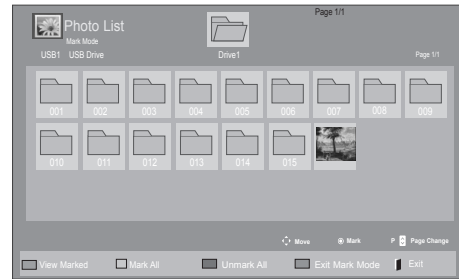 Page 1/1
Photo List
Mark Mode
USB1 USB Drive Drive1 Page 1/1
001 002 003 004 005 006 007 008 009
010 011 012 013 014 015
Move Mark P Page Change
View Marked Mark All Unmark All Exit Mark Mode Exit